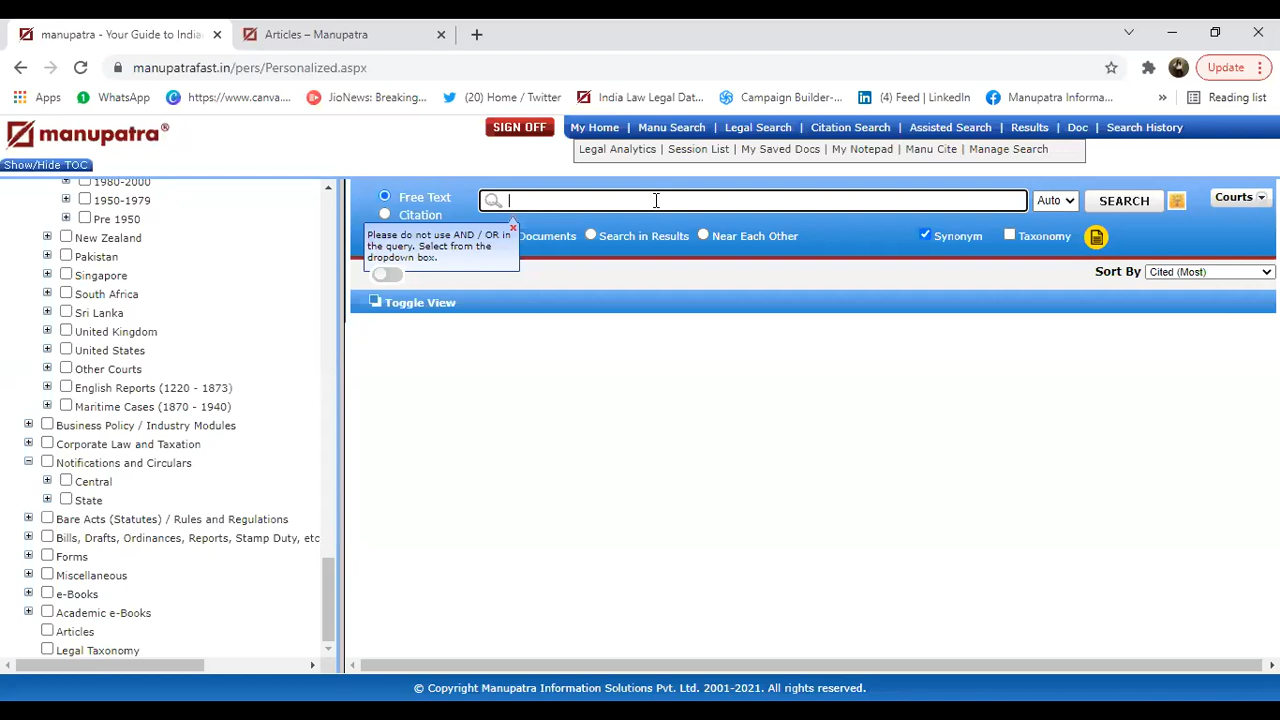 manupatra - Your Guide to India
Articles – Manupatra
manupatrafast.in/pers/Personalized.aspx
Update
Apps
WhatsApp
https://www.canva....
JioNews: Breaking...
(20) Home / Twitter
India Law Legal Dat...
Campaign Builder-...
(4) Feed | LinkedIn
Manupatra Informa...
»
Reading list
manupatra®
SIGN OFF
My Home | Manu Search | Legal Search | Citation Search | Assisted Search | Results | Doc | Search History
Legal Analytics | Session List | My Saved Docs | My Notepad | Manu Cite | Manage Search
Show/Hide TOC
1980-2000
1950-1979
Pre 1950
New Zealand
Pakistan
Singapore
South Africa
Sri Lanka
United Kingdom
United States
Other Courts
English Reports (1220 - 1873)
Maritime Cases (1870 - 1940)
Business Policy / Industry Modules
Corporate Law and Taxation
Notifications and Circulars
Central
State
Bare Acts (Statutes) / Rules and Regulations
Bills, Drafts, Ordinances, Reports, Stamp Duty, etc
Forms
Miscellaneous
e-Books
Academic e-Books
Articles
Legal Taxonomy
Free Text
Citation
Auto
SEARCH
Courts
Please do not use AND / OR in
the query. Select from the
dropdown box.
Documents
Search in Results
Near Each Other
Synonym
Taxonomy
Sort By
Cited (Most)
Toggle View
© Copyright Manupatra Information Solutions Pvt. Ltd. 2001-2021. All rights reserved.